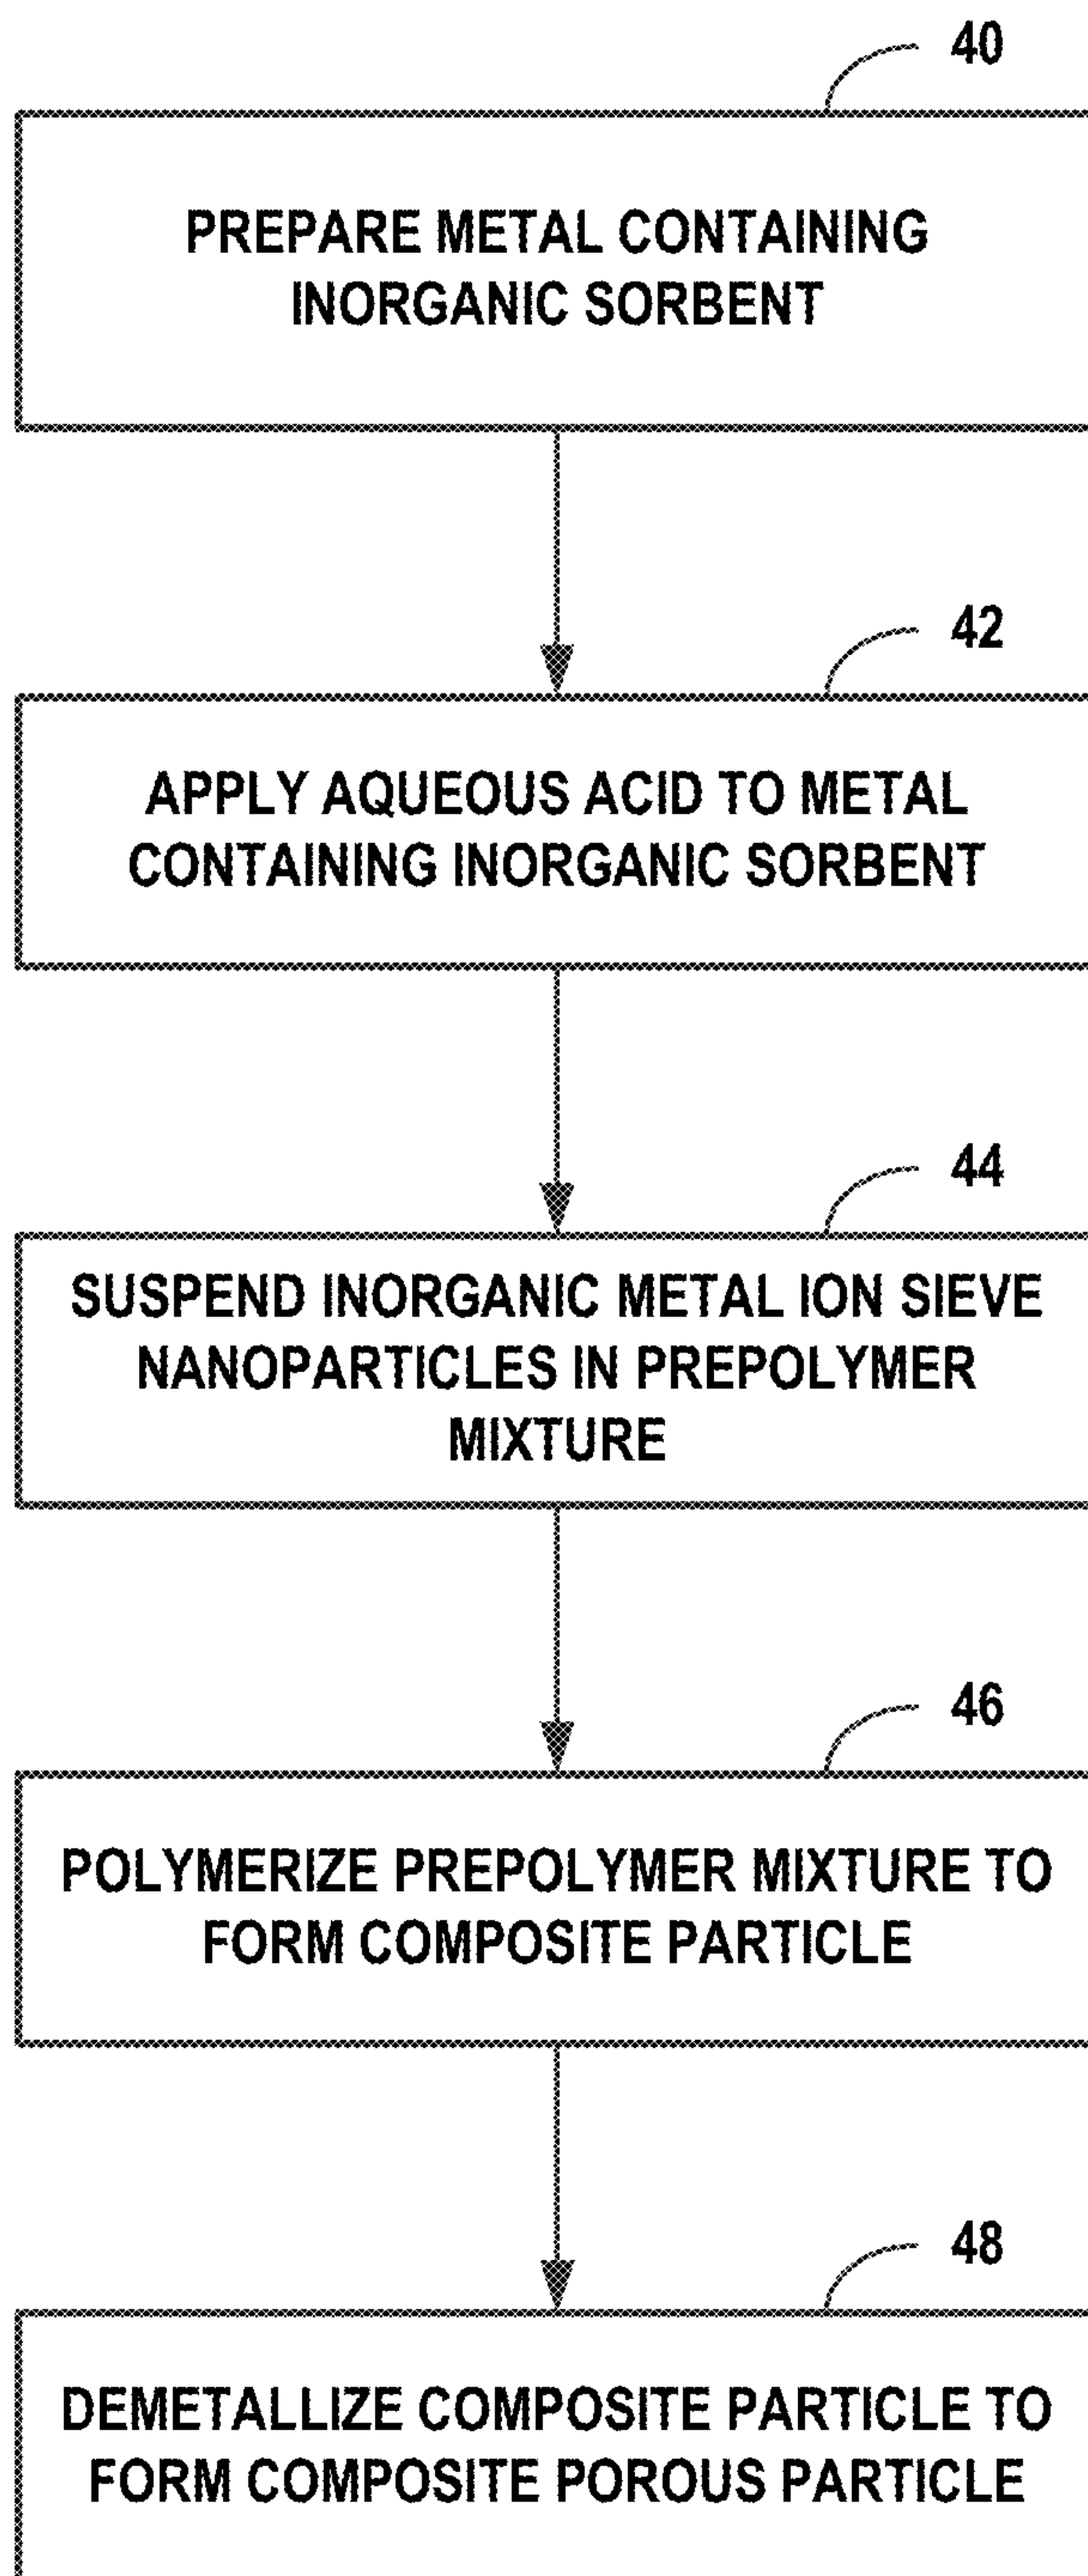 40
PREPARE METAL CONTAINING
INORGANIC SORBENT
42
APPLY AQUEOUS ACID TO METAL
CONTAINING INORGANIC SORBENT
44
SUSPEND INORGANIC METAL ION SIEVE
NANOPARTICLES IN PREPOLYMER
MIXTURE
46
POLYMERIZE PREPOLYMER MIXTURE TO
FORM COMPOSITE PARTICLE
48
DEMETALLIZE COMPOSITE PARTICLE TO
FORM COMPOSITE POROUS PARTICLE